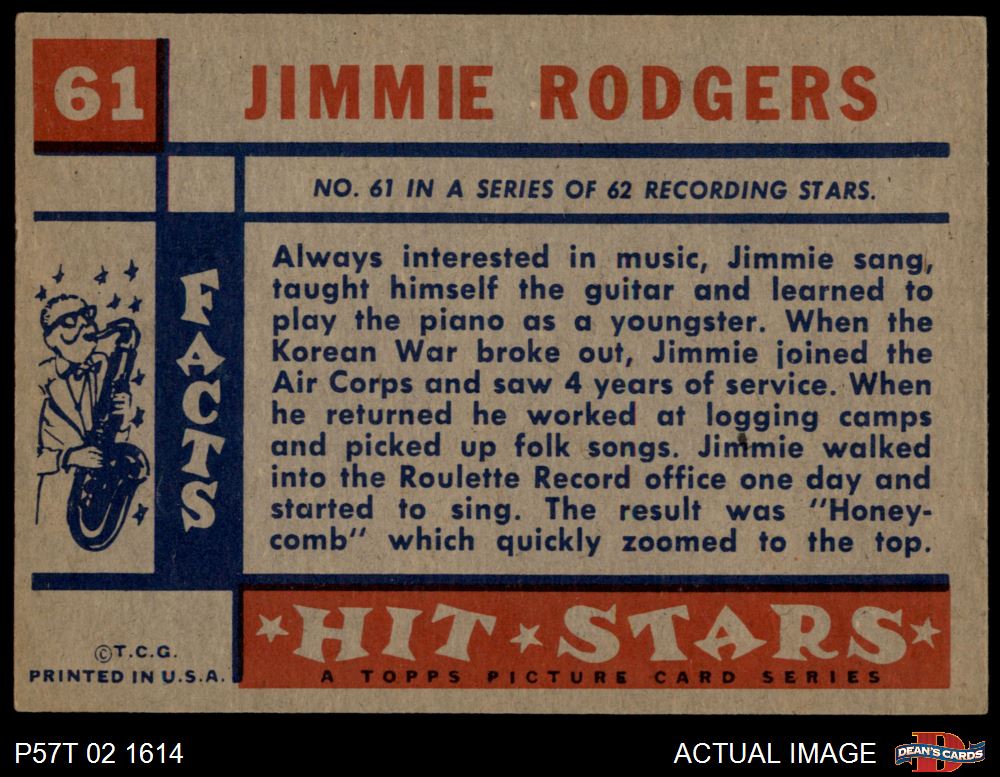 61
JIMMIE RODGERS
NO. 61 IN A SERIES OF 62 RECORDING STARS.
FACTS
Always interested in music, Jimmie sang,
taught himself the guitar and learned to
play the piano as a youngster. When the
Korean War broke out, Jimmie joined the
Air Corps and saw 4 years of service. When
he returned he worked at logging camps
and picked up folk songs. Jimmie walked
into the Roulette Record office one day and
started to sing. The result was "Honey-
comb" which quickly zoomed to the top.
HIT STARS
A TOPPS PICTURE CARD SERIES
©T.C.G.
PRINTED IN U.S.A.
P57T 02 1614
ACTUAL IMAGE
D
DEAN'S CARDS